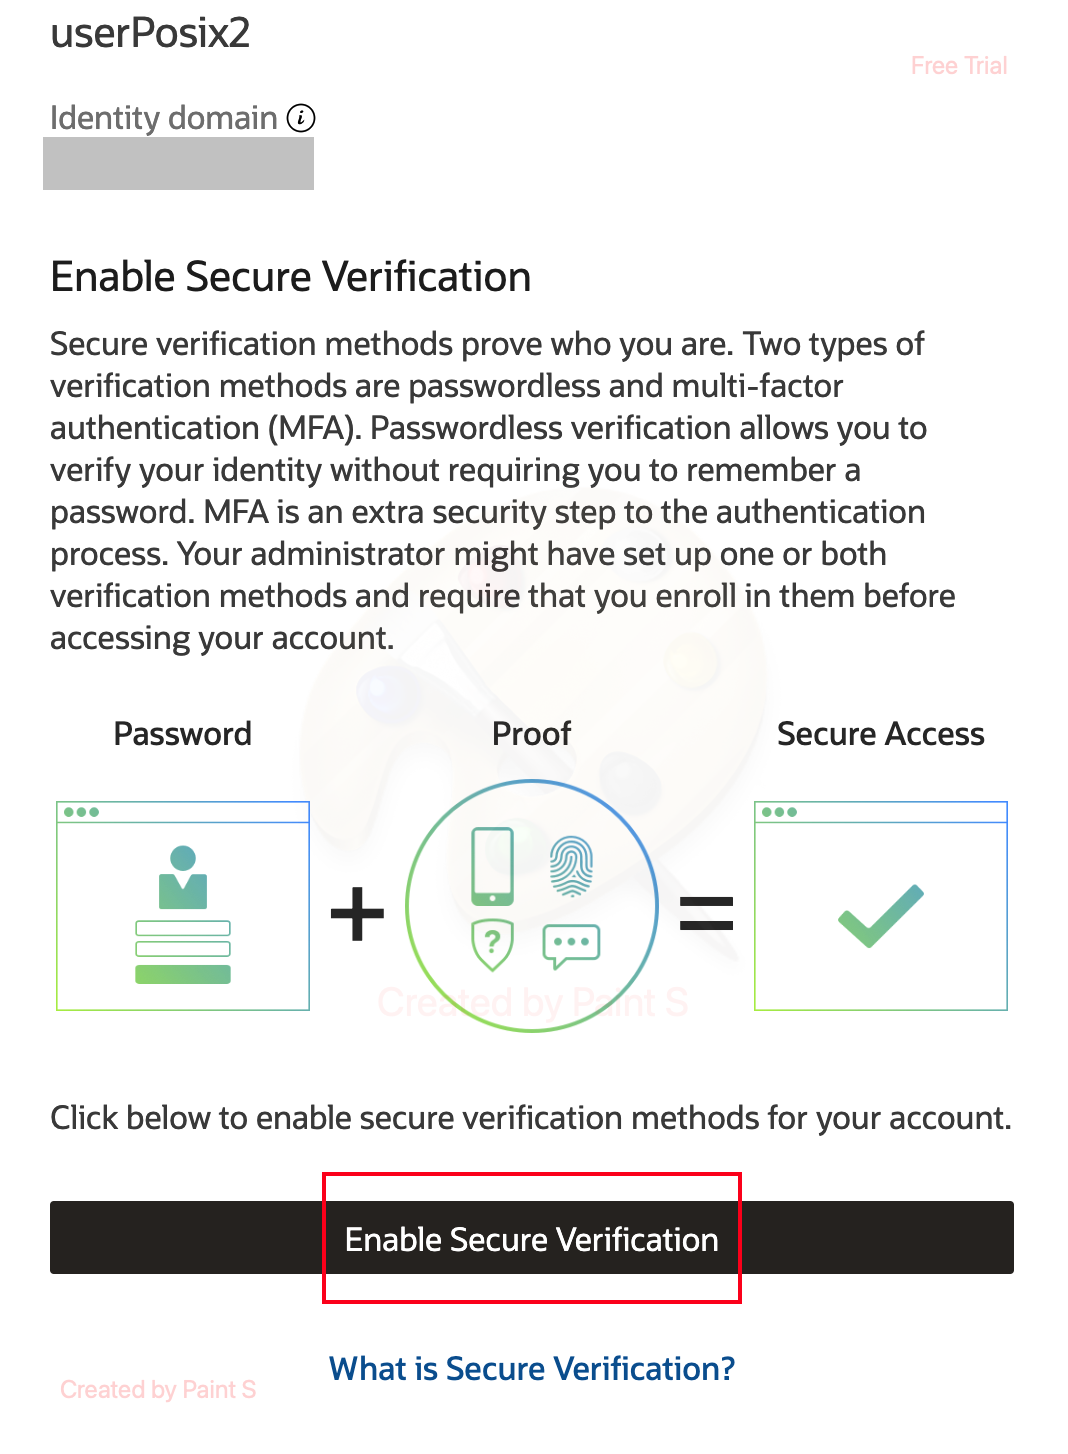 userPosix2
Free Trial
Identity domain i
Enable Secure Verification
Secure verification methods prove who you are. Two types of
verification methods are passwordless and multi-factor
authentication (MFA). Passwordless verification allows you to
verify your identity without requiring you to remember a
password. MFA is an extra security step to the authentication
process. Your administrator might have set up one or both
verification methods and require that you enroll in them before
accessing your account.
Password
Proof
Secure Access
+
?
=
Created by Paint S
Click below to enable secure verification methods for your account.
Enable Secure Verification
What is Secure Verification?
Created by Paint S